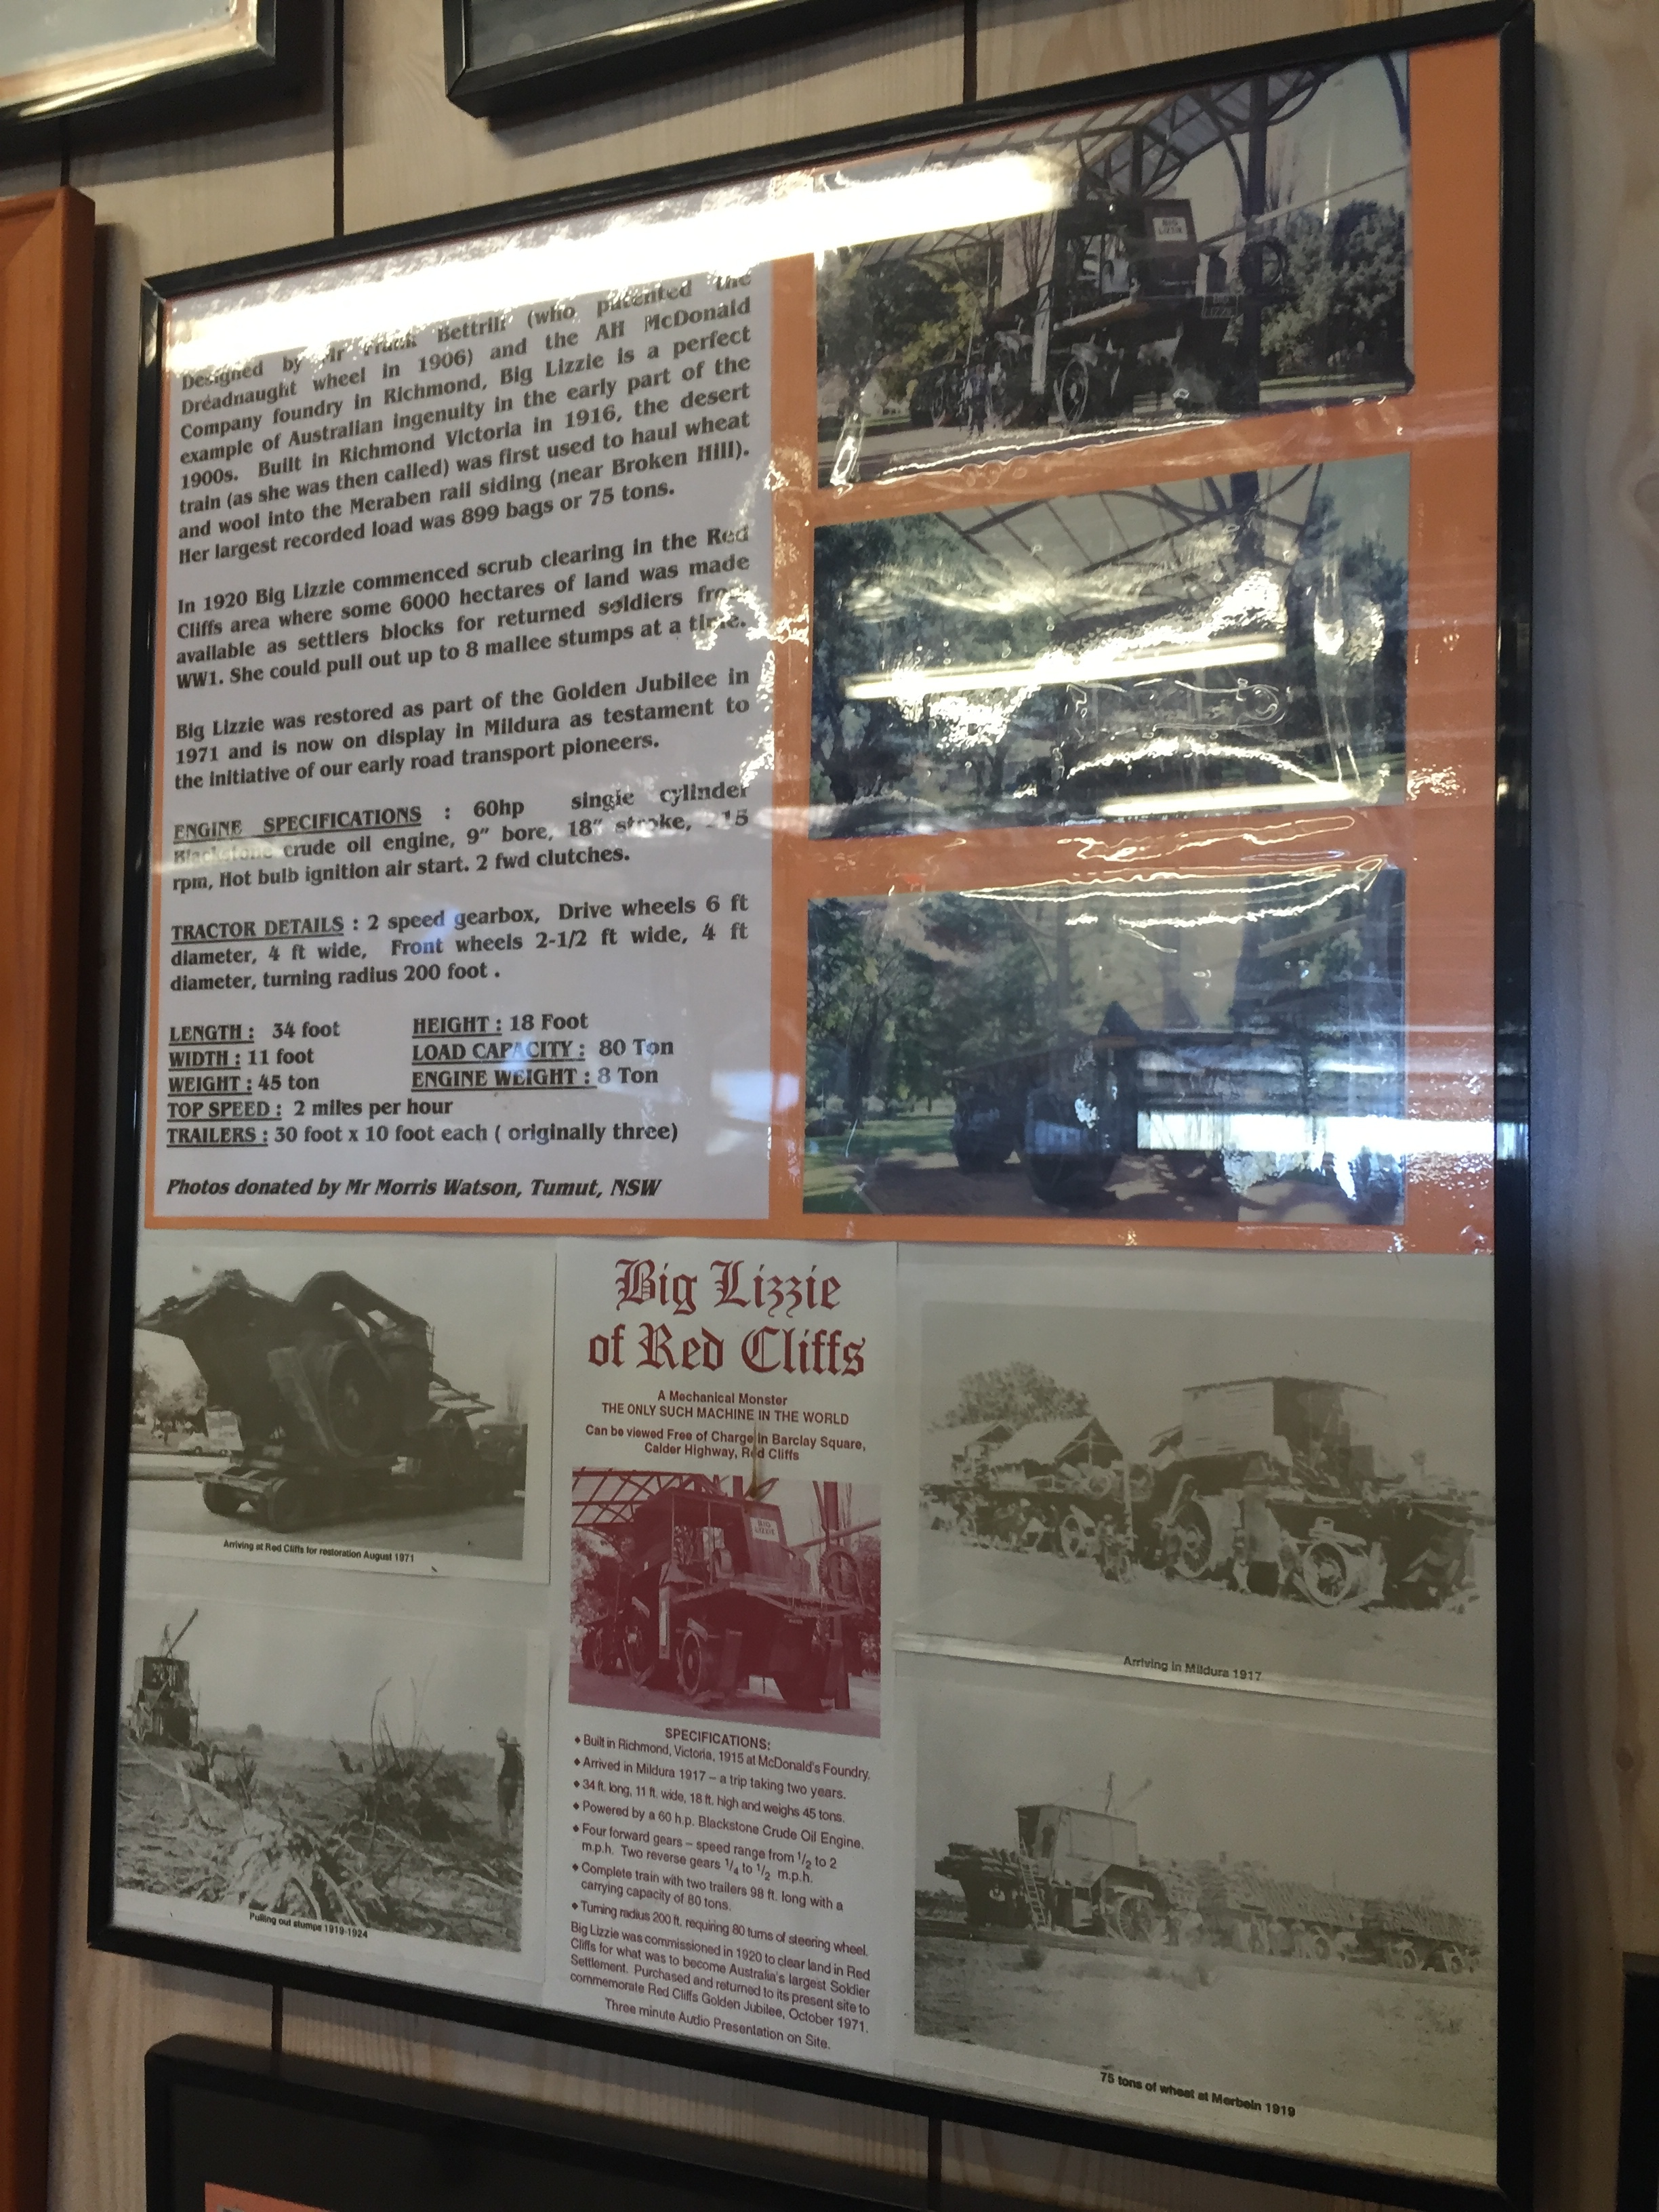 Designed by Mr Frank Bettrill (who patented the
Dreadnaught wheel in 1906) and the AH McDonald
Company foundry in Richmond, Big Lizzie is a perfect
example of Australian ingenuity in the early part of the
1900s. Built in Richmond Victoria in 1916, the desert
train (as she was then called) was first used to haul wheat
and wool into the Meraben rail siding (near Broken Hill).
Her largest recorded load was 899 bags or 75 tons.
In 1920 Big Lizzie commenced scrub clearing in the Red
Cliffs area where some 6000 hectares of land was made
available as settlers blocks for returned soldiers from
WW1. She could pull out up to 8 mallee stumps at a time.
Big Lizzie was restored as part of the Golden Jubilee in
1971 and is now on display in Mildura as testament to
the initiative of our early road transport pioneers.
ENGINE SPECIFICATIONS : 60hp single cylinder
Blackstone crude oil engine, 9" bore, 18" stroke,
rpm, Hot bulb ignition air start. 2 fwd clutches.
TRACTOR DETAILS : 2 speed gearbox, Drive wheels 6 ft
diameter, 4 ft wide, Front wheels 2-1/2 ft wide, 4 ft
diameter, turning radius 200 foot .
LENGTH : 34 foot HEIGHT : 18 Foot
WIDTH : 11 foot LOAD CAPACITY : 80 Ton
WEIGHT : 45 ton ENGINE WEIGHT : 8 Ton
TOP SPEED : 2 miles per hour
TRAILERS : 30 foot x 10 foot each ( originally three)
Photos donated by Mr Morris Watson, Tumut, NSW
BIG
LIZZIE
Big Lizzie
of Red Cliffs
A Mechanical Monster
THE ONLY SUCH MACHINE IN THE WORLD
Can be viewed Free of Charge in Barclay Square,
Calder Highway, Red Cliffs
BIG
LIZZIE
SPECIFICATIONS:
♦ Built in Richmond, Victoria, 1915 at McDonald's Foundry.
♦ Arrived in Mildura 1917 – a trip taking two years.
♦ 34 ft. long, 11 ft. wide, 18 ft. high and weighs 45 tons.
♦ Powered by a 60 h.p. Blackstone Crude Oil Engine.
♦ Four forward gears – speed range from 1/2 to 2
m.p.h. Two reverse gears 1/4 to 1/2 m.p.h.
♦ Complete train with two trailers 98 ft. long with a
carrying capacity of 80 tons.
♦ Turning radius 200 ft. requiring 80 turns of steering wheel.
Big Lizzie was commissioned in 1920 to clear land in Red
Cliffs for what was to become Australia's largest Soldier
Settlement. Purchased and returned to its present site to
commemorate Red Cliffs Golden Jubilee, October 1971.
Three minute Audio Presentation on Site.
Arriving at Red Cliffs for restoration August 1971
Pulling out stumps 1919-1924
Arriving in Mildura 1917
75 tons of wheat at Merbein 1919